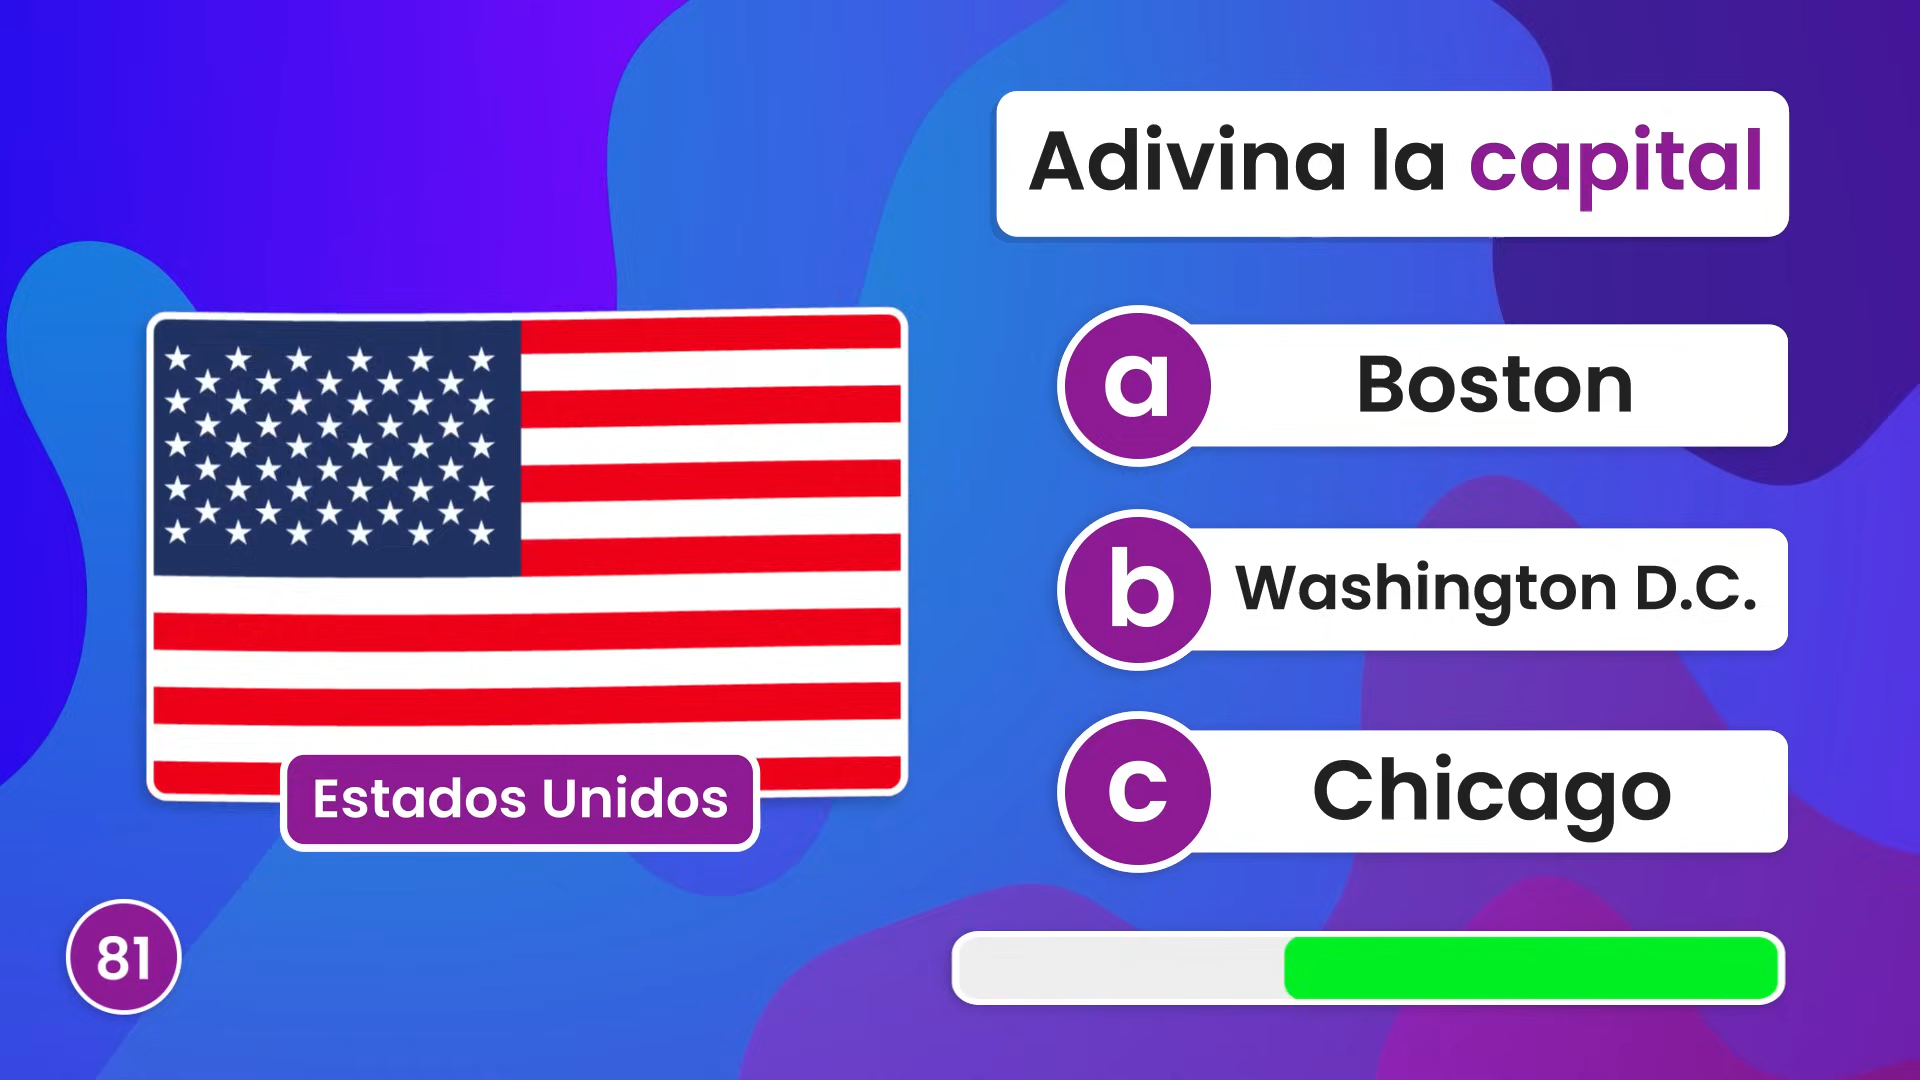 Adivina la capital
a Boston
b Washington D.C.
c Chicago
Estados Unidos
81